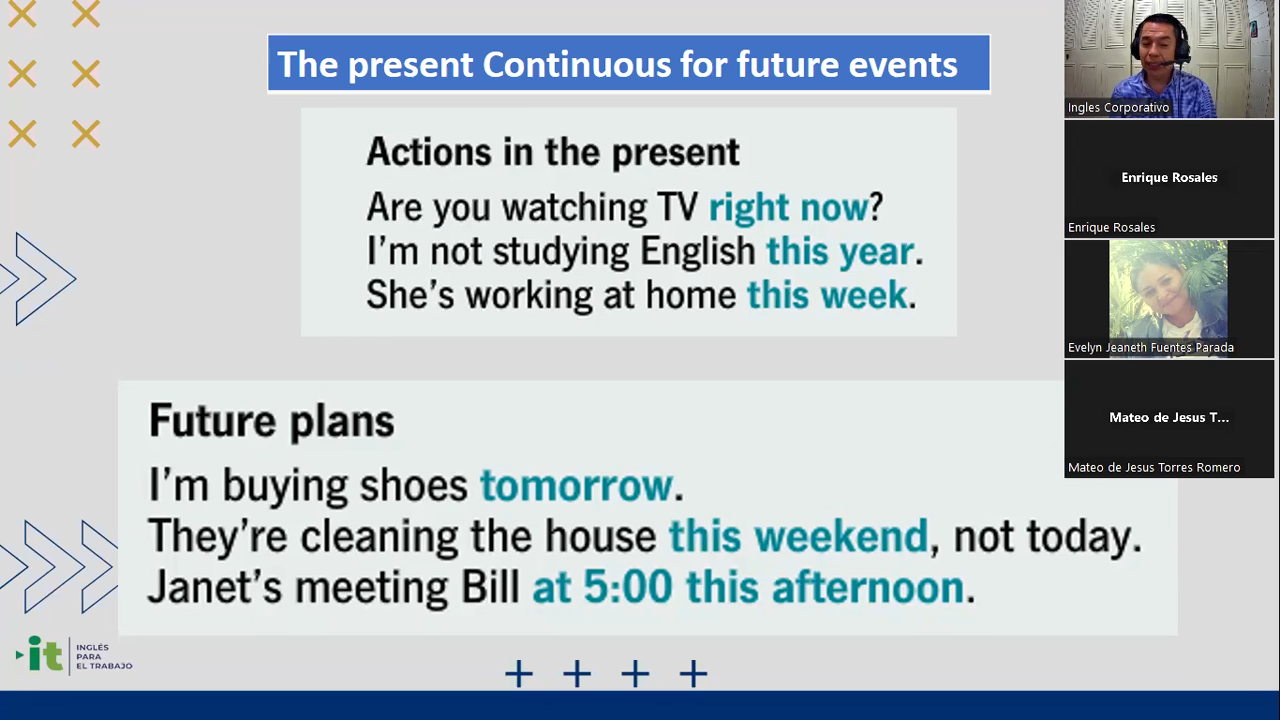 The present Continuous for future events
Actions in the present
Are you watching TV right now?
I'm not studying English this year.
She's working at home this week.
Future plans
I'm buying shoes tomorrow.
They're cleaning the house this weekend, not today.
Janet's meeting Bill at 5:00 this afternoon.
it
INGLÉS
PARA
EL TRABAJO
Ingles Corporativo
Enrique Rosales
Enrique Rosales
Evelyn Jeaneth Fuentes Parada
Mateo de Jesus T...
Mateo de Jesus Torres Romero